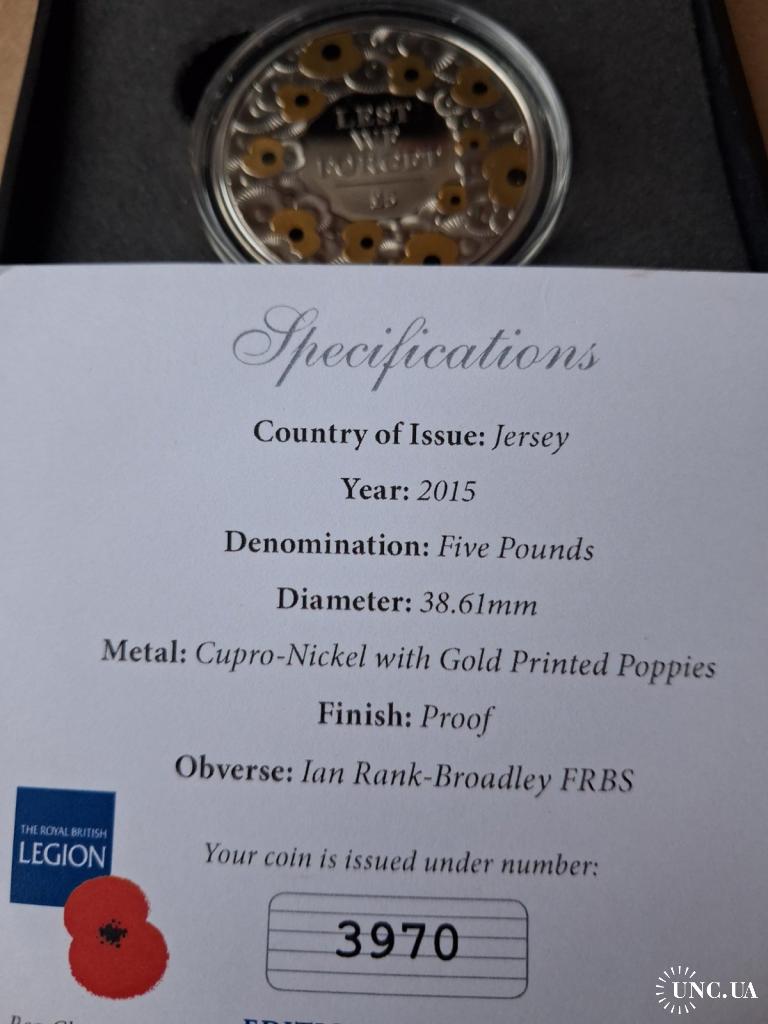 LEST
WE
FORGET
£5
Specifications
Country of Issue: Jersey
Year: 2015
Denomination: Five Pounds
Diameter: 38.61mm
Metal: Cupro-Nickel with Gold Printed Poppies
Finish: Proof
Obverse: Ian Rank-Broadley FRBS
THE ROYAL BRITISH
LEGION
Your coin is issued under number:
3970
UNC.UA